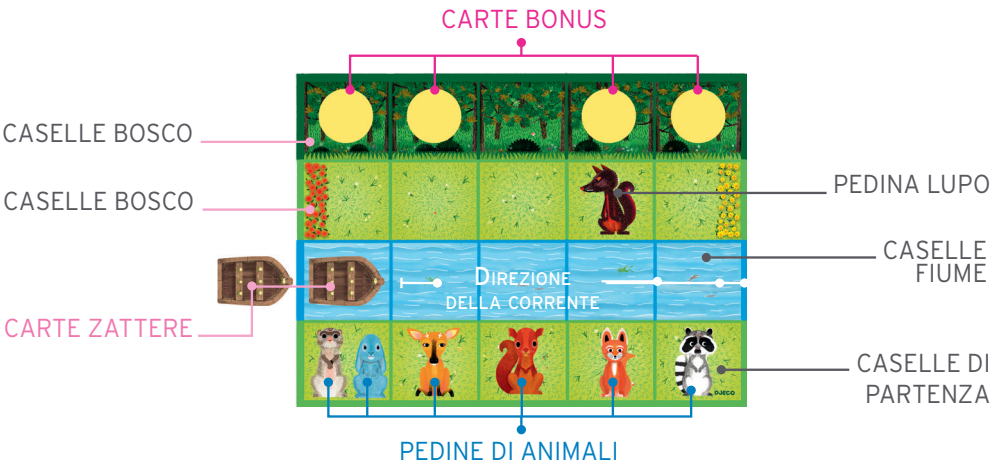 CARTE BONUS
CASELLE BOSCO
CASELLE BOSCO
PEDINA LUPO
CASELLE
FIUME
DIREZIONE
DELLA CORRENTE
CARTE ZATTERE
CASELLE DI
PARTENZA
DJECO
PEDINE DI ANIMALI